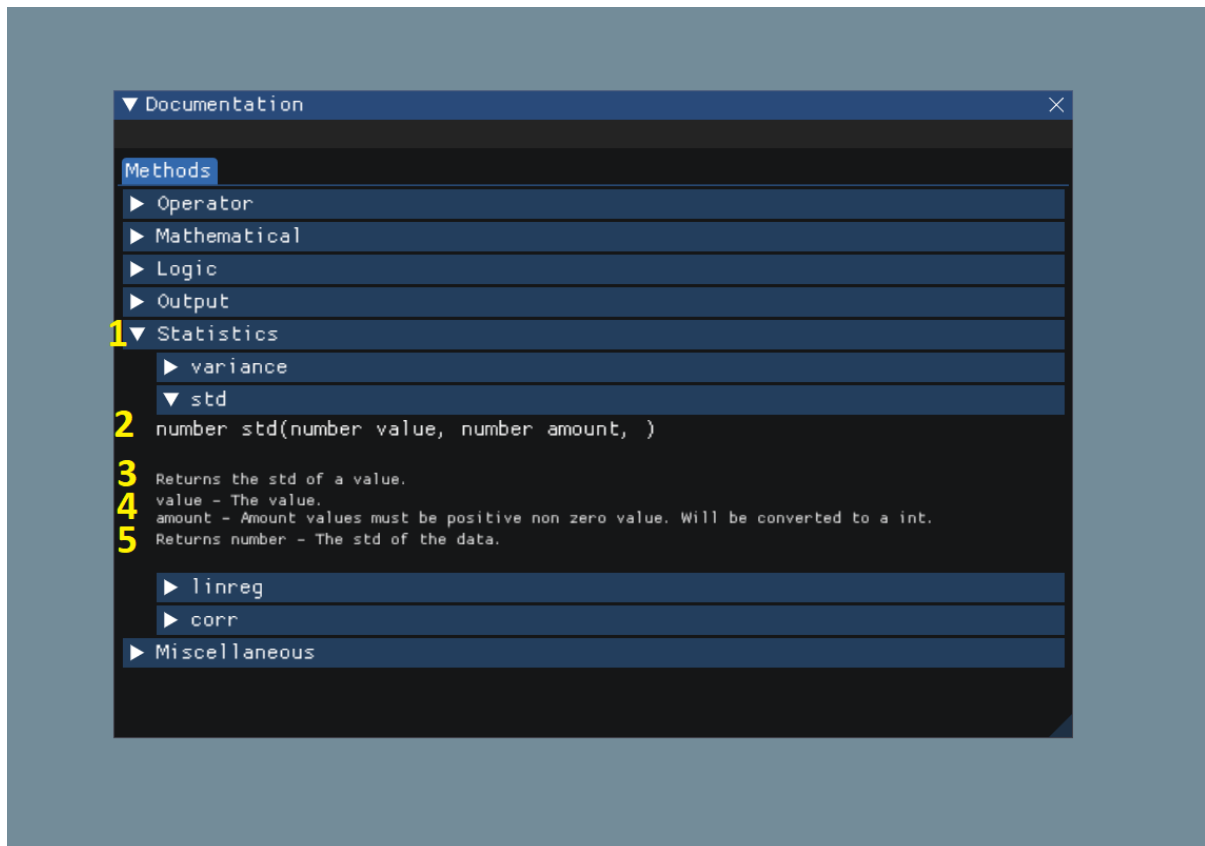 Documentation
Methods
Operator
Mathematical
Logic
Output
1 Statistics
variance
std
2 number std(number value, number amount, )
3 Returns the std of a value.
4 value - The value.
amount - Amount values must be positive non zero value. Will be converted to a int.
5 Returns number - The std of the data.
linreg
corr
Miscellaneous